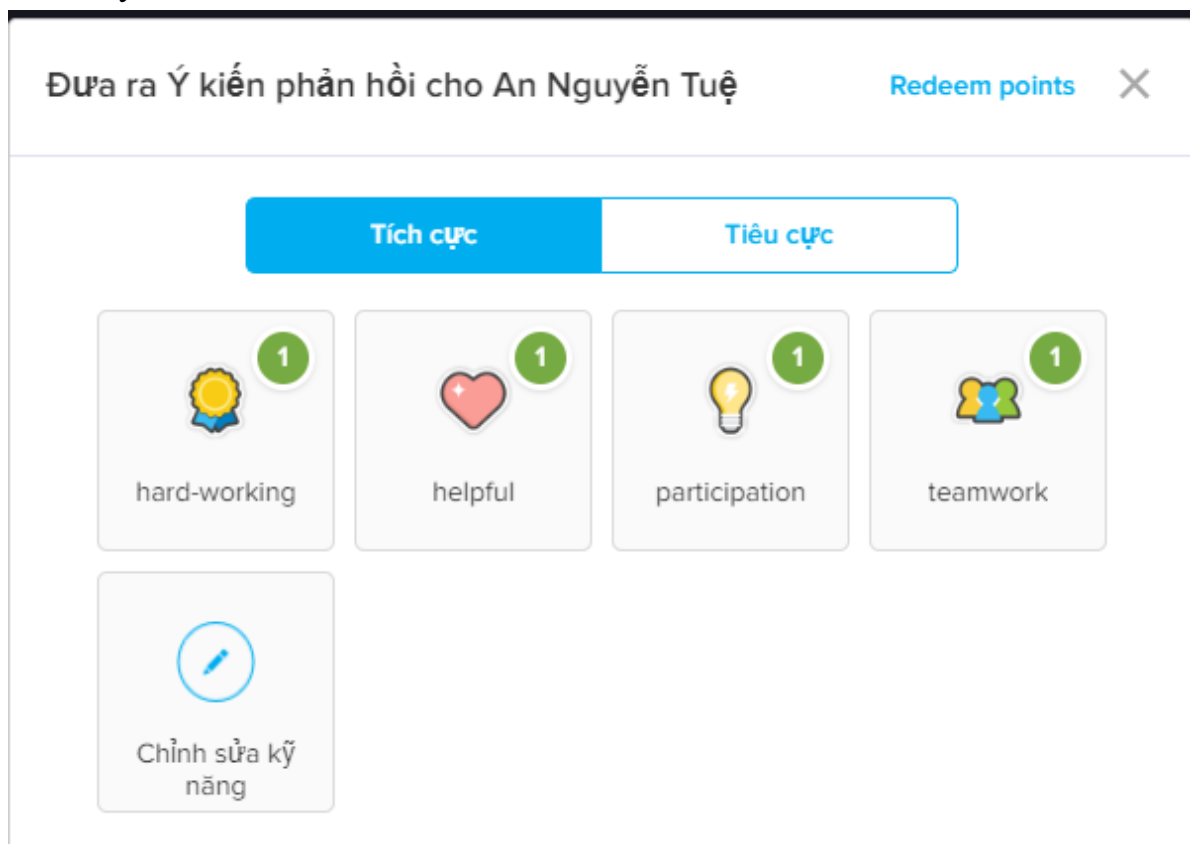 Đưa ra Ý kiến phản hồi cho An Nguyễn Tuệ
Redeem points
Tích cực
Tiêu cực
1
1
1
1
hard-working
helpful
participation
teamwork
Chỉnh sửa kỹ
năng